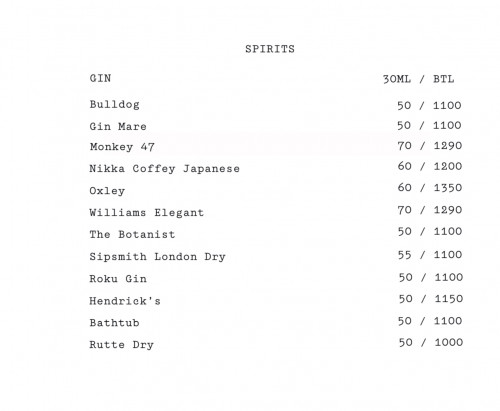 SPIRITS
GIN 30ML / BTL
Bulldog 50 / 1100
Gin Mare 50 / 1100
Monkey 47 70 / 1290
Nikka Coffey Japanese 60 / 1200
Oxley 60 / 1350
Williams Elegant 70 / 1290
The Botanist 50 / 1100
Sipsmith London Dry 55 / 1100
Roku Gin 50 / 1100
Hendrick's 50 / 1150
Bathtub 50 / 1100
Rutte Dry 50 / 1000